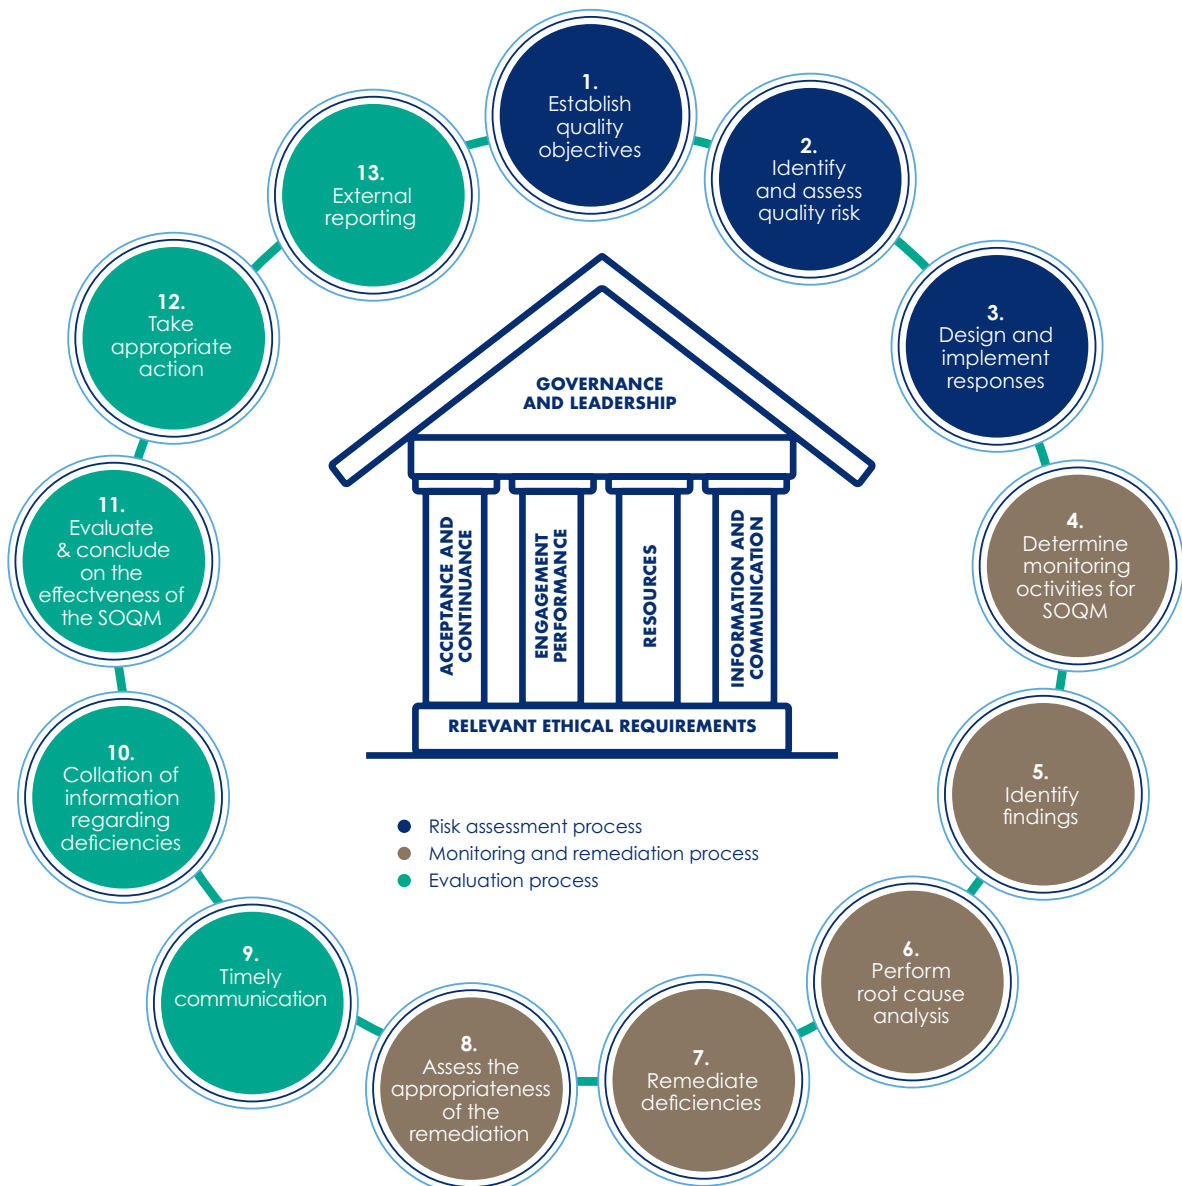 1.
Establish
quality
objectives
2.
Identify
and assess
quality risk
3.
Design and
implement
responses
4.
Determine
monitoring
octivities for
SOQM
5.
Identify
findings
6.
Perform
root cause
analysis
7.
Remediate
deficiencies
8.
Assess the
appropriateness
of the
remediation
9.
Timely
communication
10.
Collation of
information
regarding
deficiencies
11.
Evaluate
& conclude
on the
effectveness of
the SOQM
12.
Take
appropriate
action
13.
External
reporting
GOVERNANCE
AND LEADERSHIP
ACCEPTANCE AND
CONTINUANCE
ENGAGEMENT
PERFORMANCE
RESOURCES
INFORMATION AND
COMMUNICATION
RELEVANT ETHICAL REQUIREMENTS
Risk assessment process
Monitoring and remediation process
Evaluation process